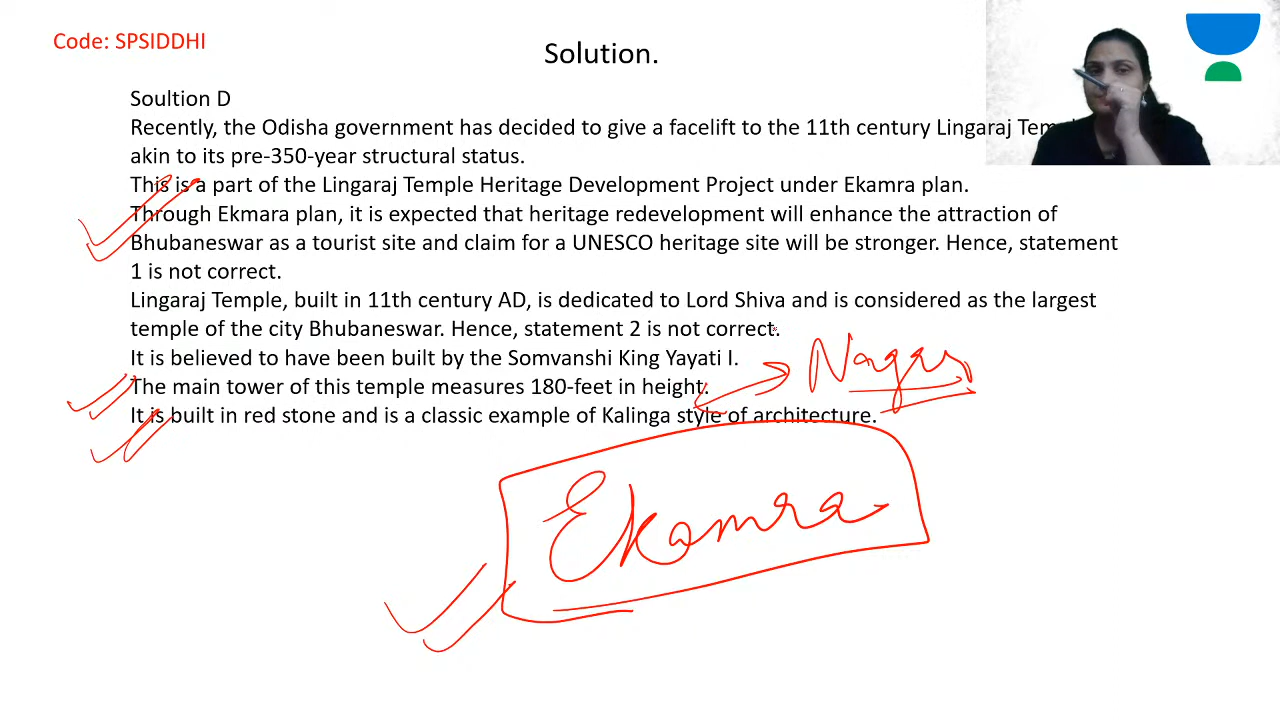 Code: SPSIDDHI
Solution.
Soultion D
Recently, the Odisha government has decided to give a facelift to the 11th century Lingaraj
akin to its pre-350-year structural status.
This is a part of the Lingaraj Temple Heritage Development Project under Ekamra plan.
Through Ekmara plan, it is expected that heritage redevelopment will enhance the attraction of
Bhubaneswar as a tourist site and claim for a UNESCO heritage site will be stronger. Hence, statement
1 is not correct.
Lingaraj Temple, built in 11th century AD, is dedicated to Lord Shiva and is considered as the largest
temple of the city Bhubaneswar. Hence, statement 2 is not correct.
It is believed to have been built by the Somvanshi King Yayati I.
The main tower of this temple measures 180-feet in height.
It is built in red stone and is a classic example of Kalinga style of architecture.
Ekamra